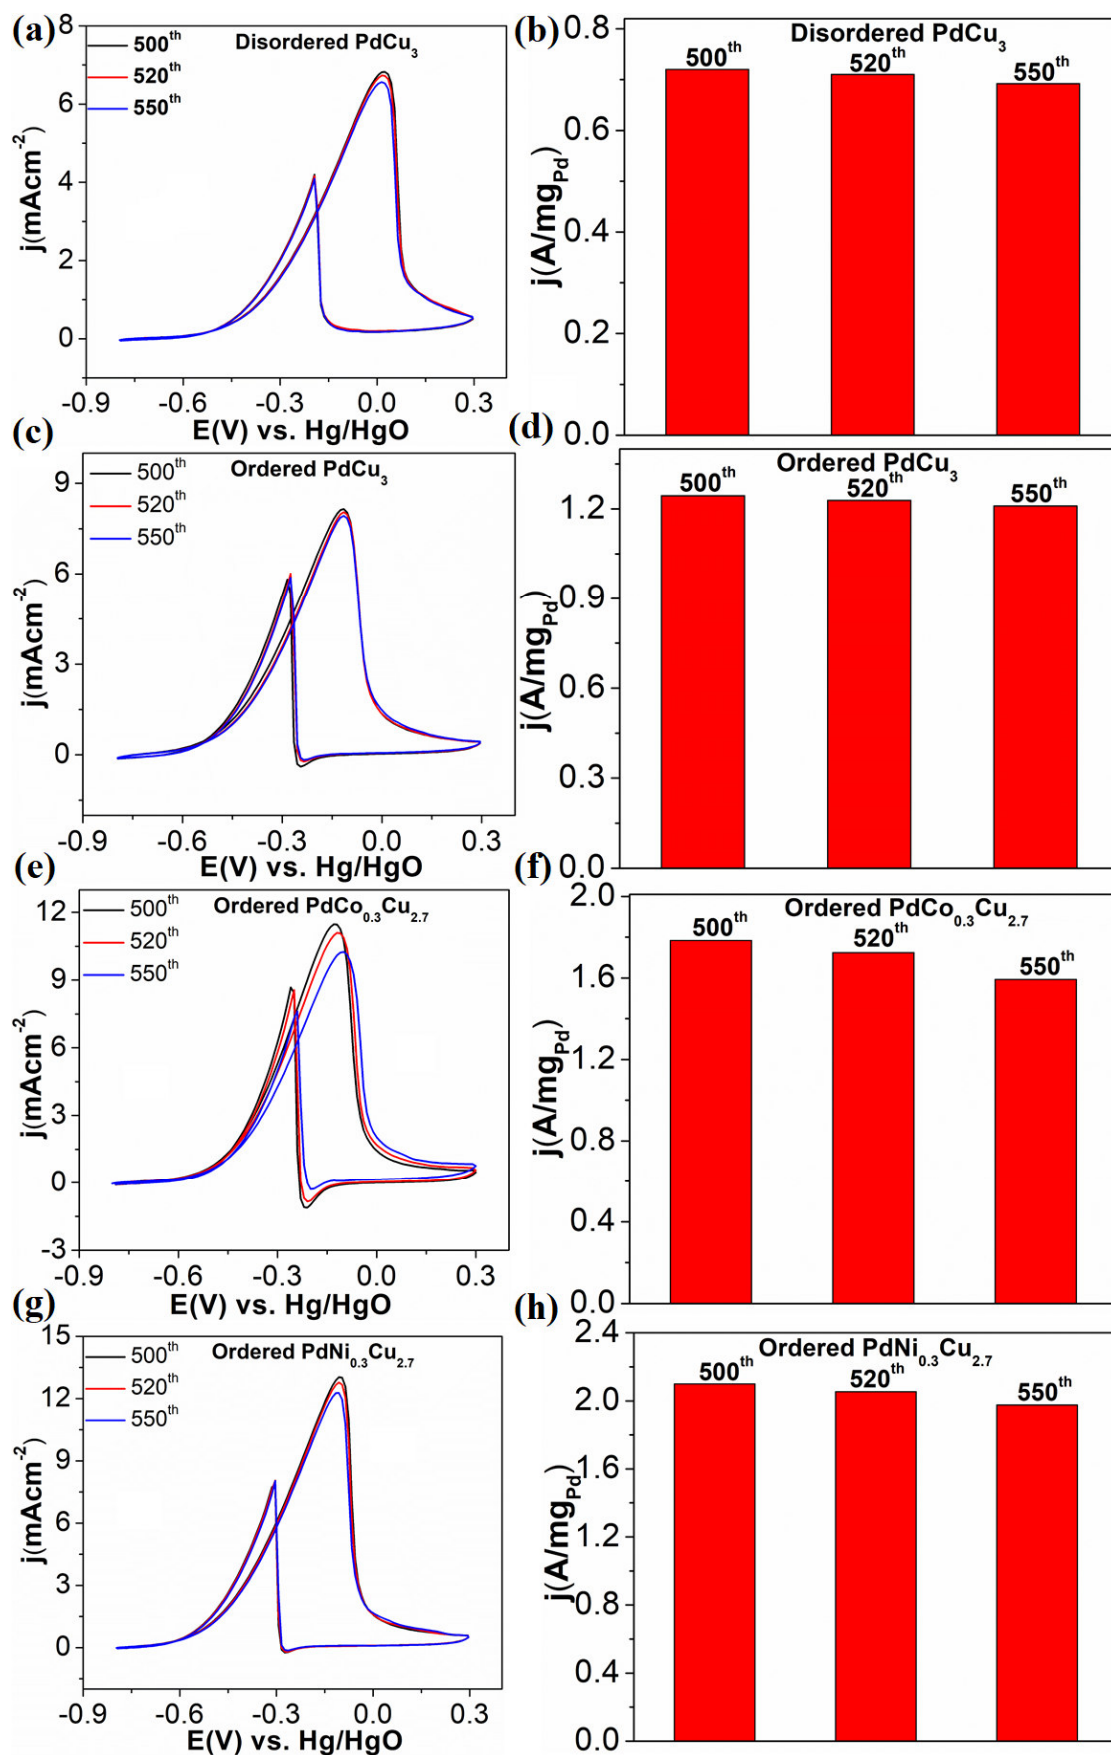 (a)
Disordered PdCu₃
500ᵗʰ
520ᵗʰ
550ᵗʰ
8
6
4
2
0
j(mAcm⁻²)
-0.9 -0.6 -0.3 0.0 0.3
E(V) vs. Hg/HgO
(b)
Disordered PdCu₃
500ᵗʰ 520ᵗʰ 550ᵗʰ
0.8
0.6
0.4
0.2
0.0
j(A/mg_Pd)
(c)
Ordered PdCu₃
500ᵗʰ
520ᵗʰ
550ᵗʰ
9
6
3
0
j(mAcm⁻²)
-0.9 -0.6 -0.3 0.0 0.3
E(V) vs. Hg/HgO
(d)
Ordered PdCu₃
500ᵗʰ 520ᵗʰ 550ᵗʰ
1.2
0.9
0.6
0.3
0.0
j(A/mg_Pd)
(e)
Ordered PdCo₀.₃Cu₂.₇
500ᵗʰ
520ᵗʰ
550ᵗʰ
12
9
6
3
0
-3
j(mAcm⁻²)
-0.9 -0.6 -0.3 0.0 0.3
E(V) vs. Hg/HgO
(f)
Ordered PdCo₀.₃Cu₂.₇
500ᵗʰ 520ᵗʰ 550ᵗʰ
2.0
1.6
1.2
0.8
0.4
0.0
j(A/mg_Pd)
(g)
Ordered PdNi₀.₃Cu₂.₇
500ᵗʰ
520ᵗʰ
550ᵗʰ
15
12
9
6
3
0
j(mAcm⁻²)
-0.9 -0.6 -0.3 0.0 0.3
E(V) vs. Hg/HgO
(h)
Ordered PdNi₀.₃Cu₂.₇
500ᵗʰ 520ᵗʰ 550ᵗʰ
2.4
2.0
1.6
1.2
0.8
0.4
0.0
j(A/mg_Pd)